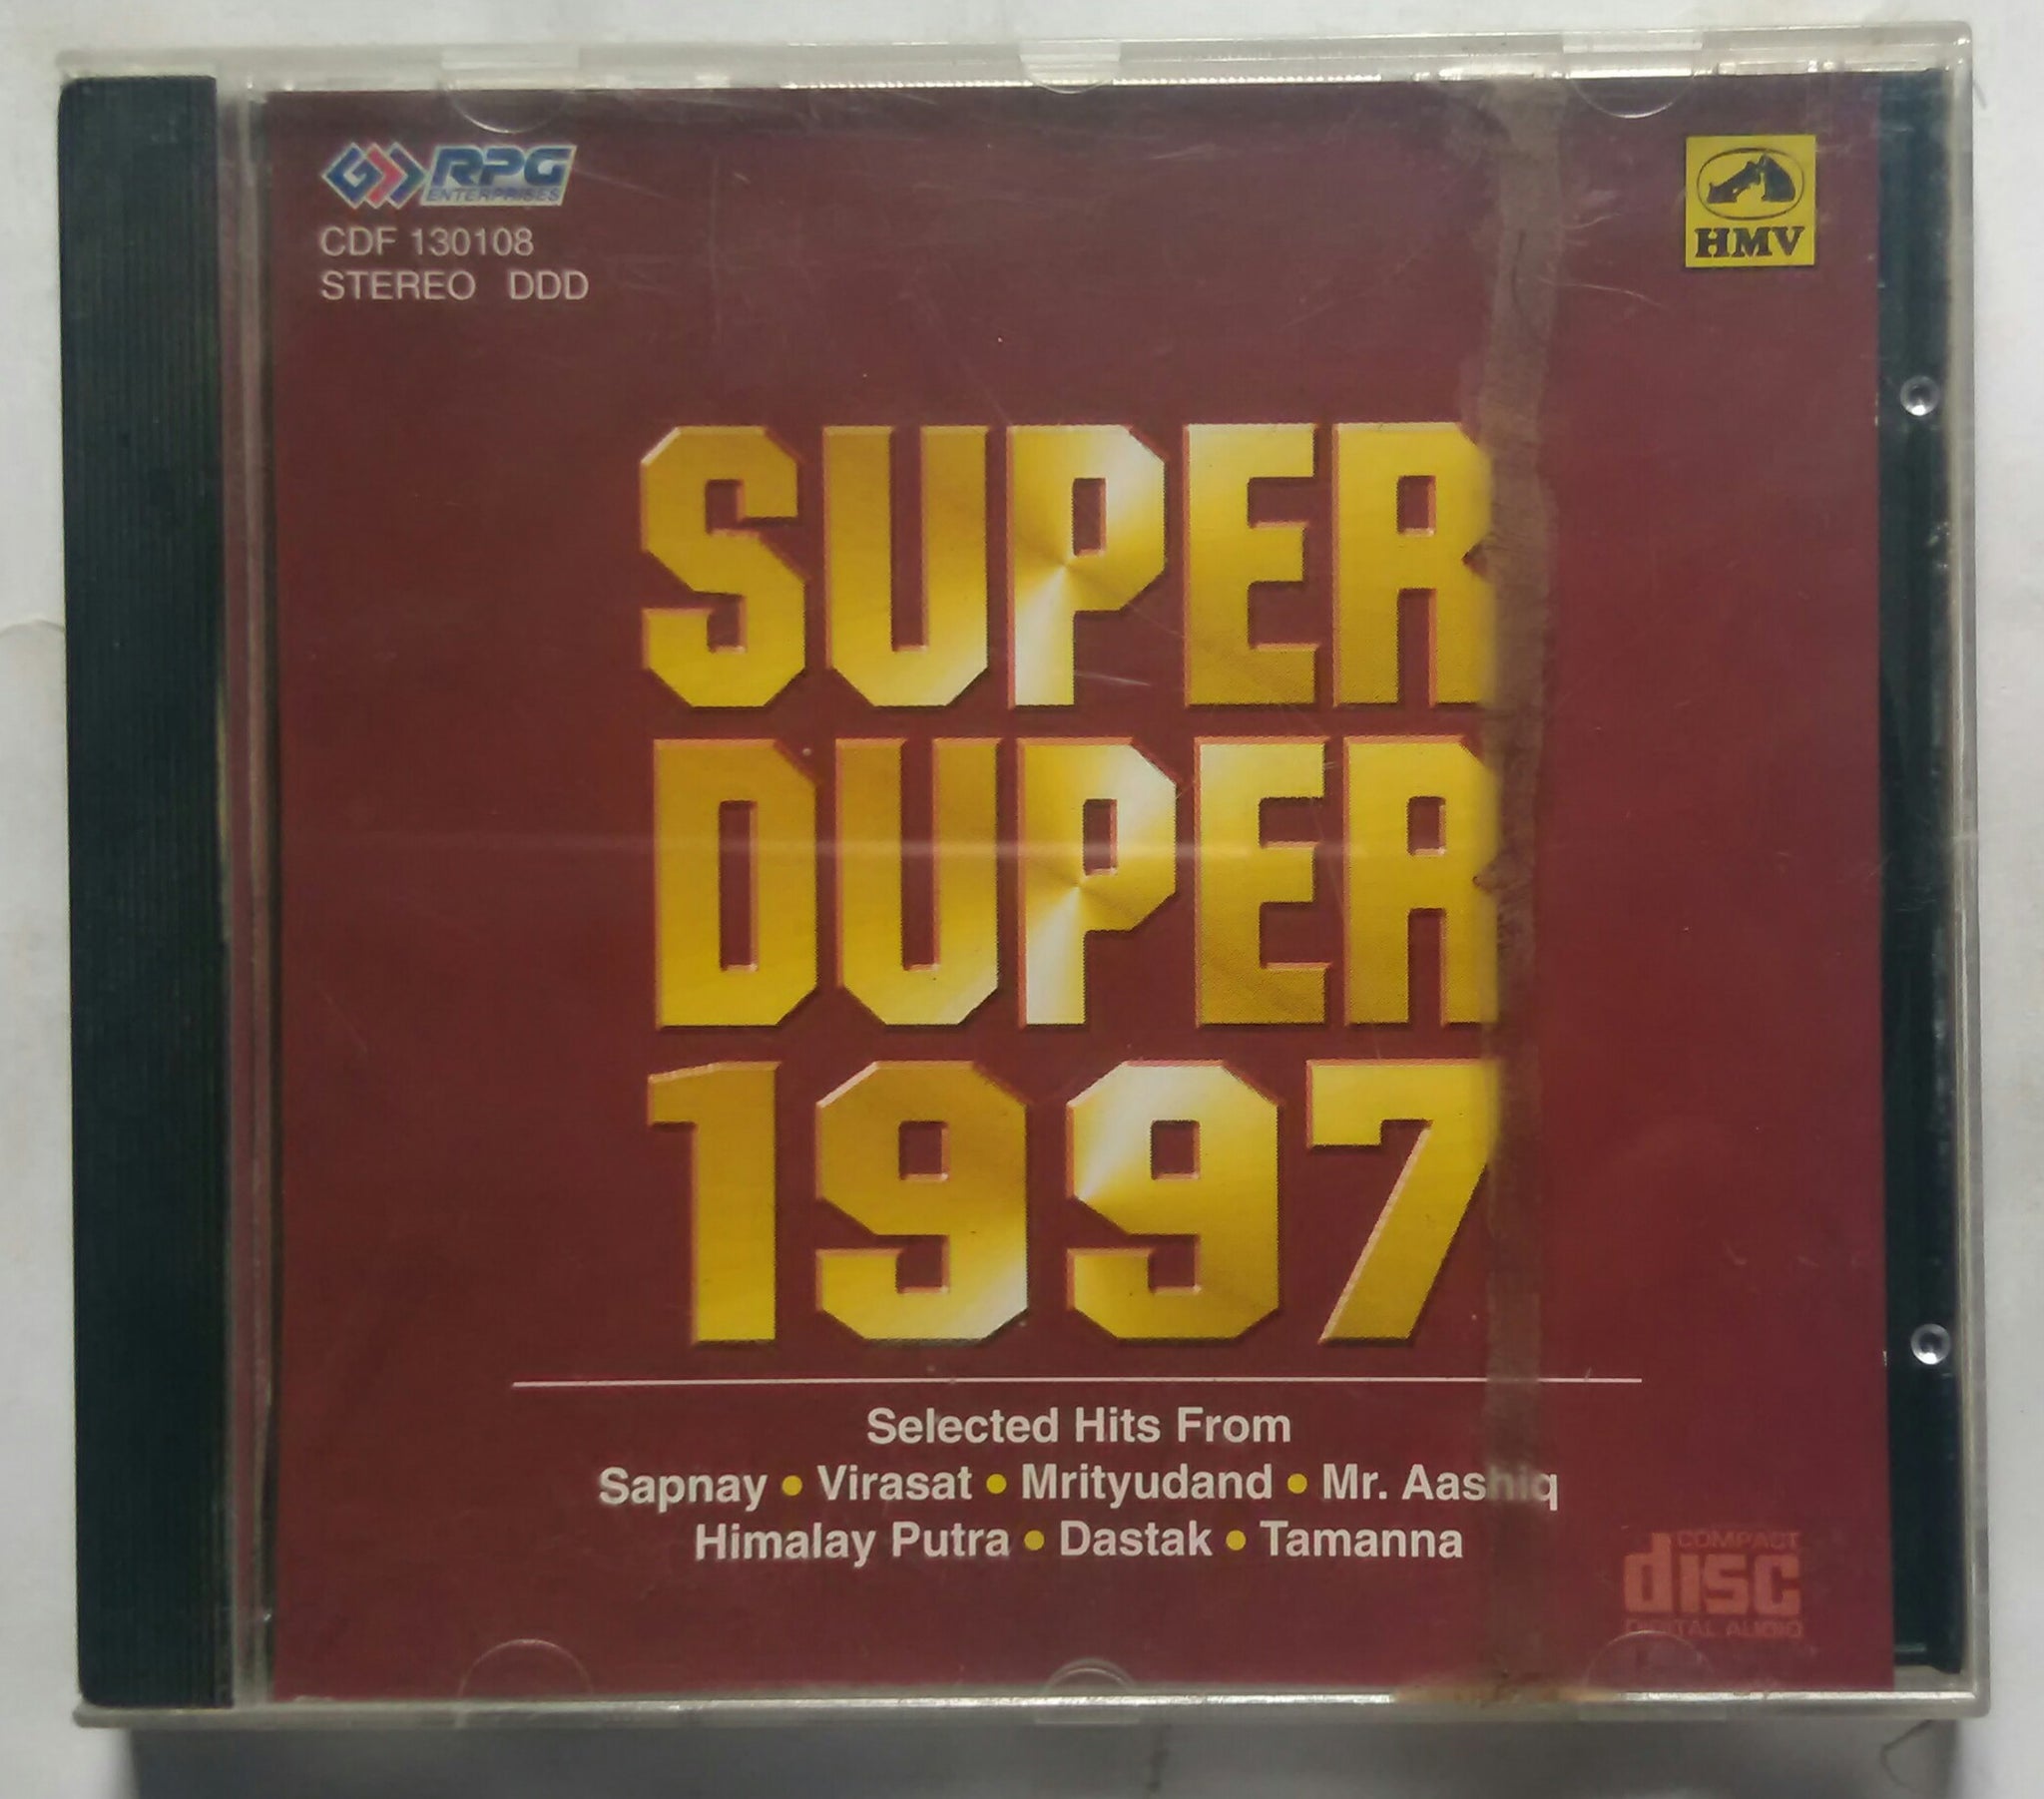 RPG
ENTERPRISES
CDF 130108
STEREO DDD
HMV
SUPER
DUPER
1997
Selected Hits From
Sapnay • Virasat • Mrityudand • Mr. Aashiq
Himalay Putra • Dastak • Tamanna
COMPACT
disc
DIGITAL AUDIO